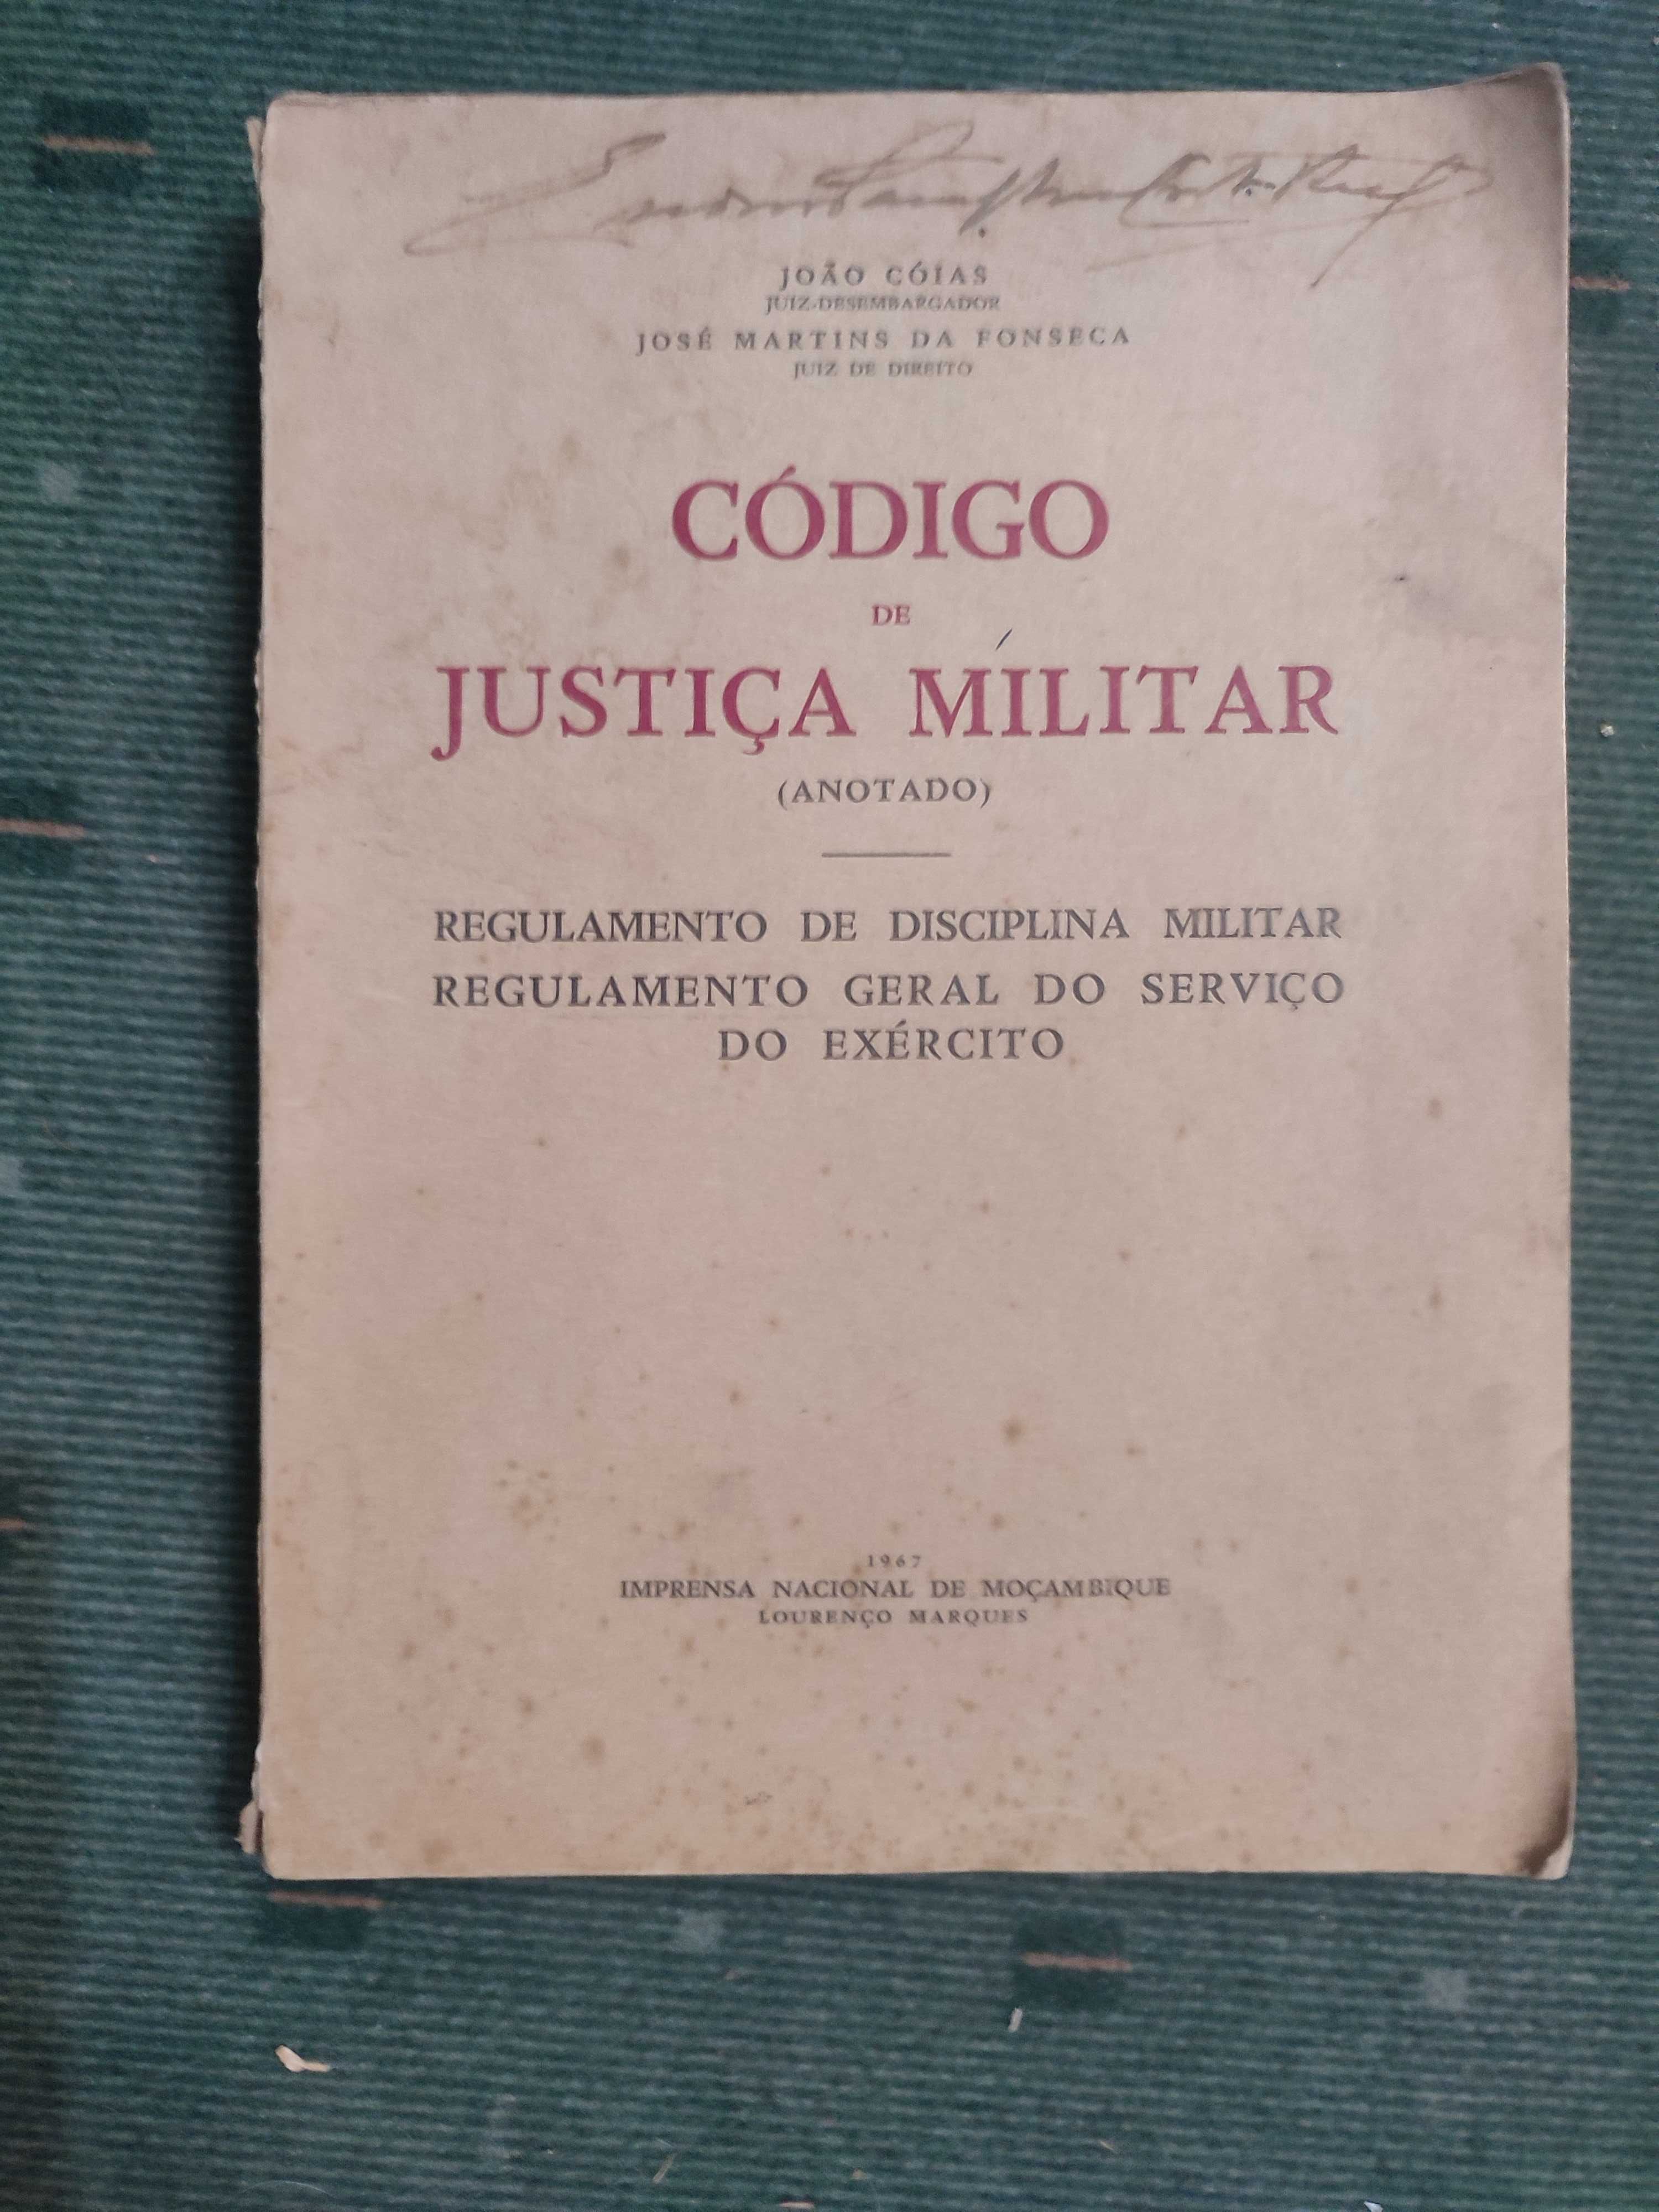 JOÃO CÓIAS
JUIZ-DESEMBARGADOR
JOSÉ MARTINS DA FONSECA
JUIZ DE DIREITO
CÓDIGO
DE
JUSTIÇA MILITAR
(ANOTADO)
REGULAMENTO DE DISCIPLINA MILITAR
REGULAMENTO GERAL DO SERVIÇO
DO EXÉRCITO
1967
IMPRENSA NACIONAL DE MOÇAMBIQUE
LOURENÇO MARQUES